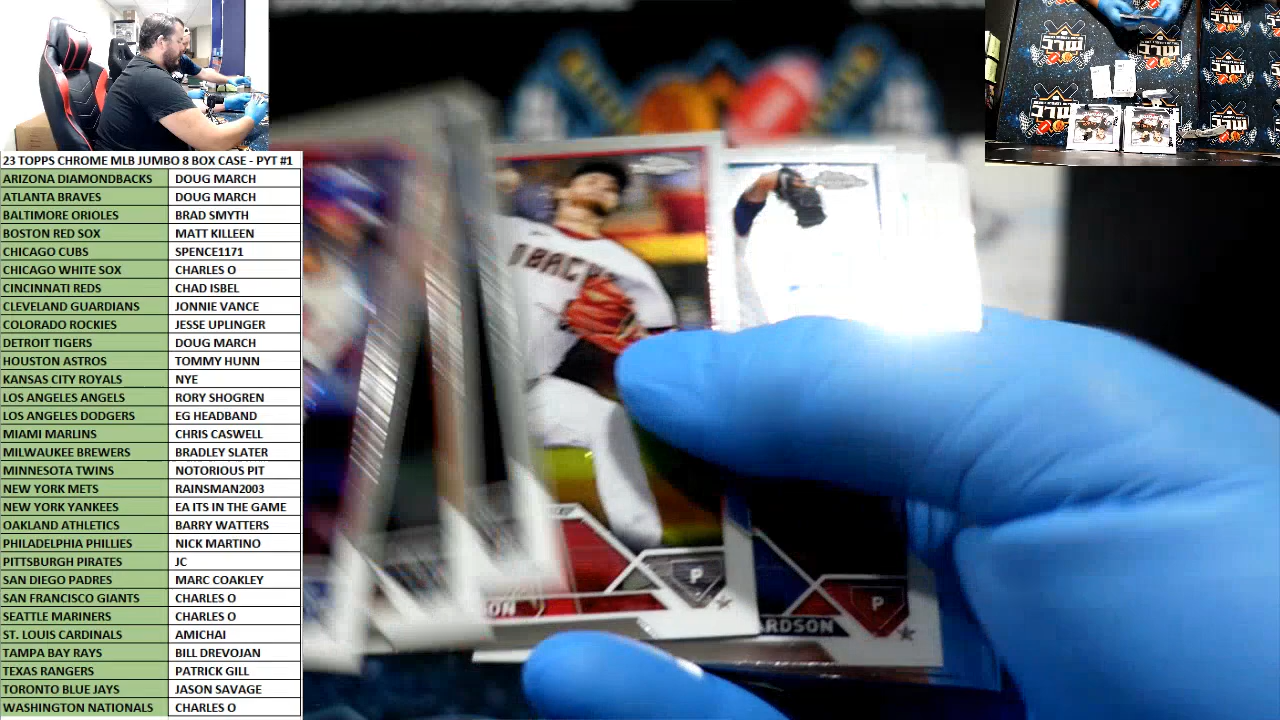 23 TOPPS CHROME MLB JUMBO 8 BOX CASE - PYT #1
ARIZONA DIAMONDBACKS DOUG MARCH
ATLANTA BRAVES DOUG MARCH
BALTIMORE ORIOLES BRAD SMYTH
BOSTON RED SOX MATT KILLEEN
CHICAGO CUBS SPENCE1171
CHICAGO WHITE SOX CHARLES O
CINCINNATI REDS CHAD ISBEL
CLEVELAND GUARDIANS JONNIE VANCE
COLORADO ROCKIES JESSE UPLINGER
DETROIT TIGERS DOUG MARCH
HOUSTON ASTROS TOMMY HUNN
KANSAS CITY ROYALS NYE
LOS ANGELES ANGELS RORY SHOGREN
LOS ANGELES DODGERS EG HEADBAND
MIAMI MARLINS CHRIS CASWELL
MILWAUKEE BREWERS BRADLEY SLATER
MINNESOTA TWINS NOTORIOUS PIT
NEW YORK METS RAINSMAN2003
NEW YORK YANKEES EA ITS IN THE GAME
OAKLAND ATHLETICS BARRY WATTERS
PHILADELPHIA PHILLIES NICK MARTINO
PITTSBURGH PIRATES JC
SAN DIEGO PADRES MARC COAKLEY
SAN FRANCISCO GIANTS CHARLES O
SEATTLE MARINERS CHARLES O
ST. LOUIS CARDINALS AMICHAI
TAMPA BAY RAYS BILL DREVOJAN
TEXAS RANGERS PATRICK GILL
TORONTO BLUE JAYS JASON SAVAGE
WASHINGTON NATIONALS CHARLES O
P
P
ARDSON